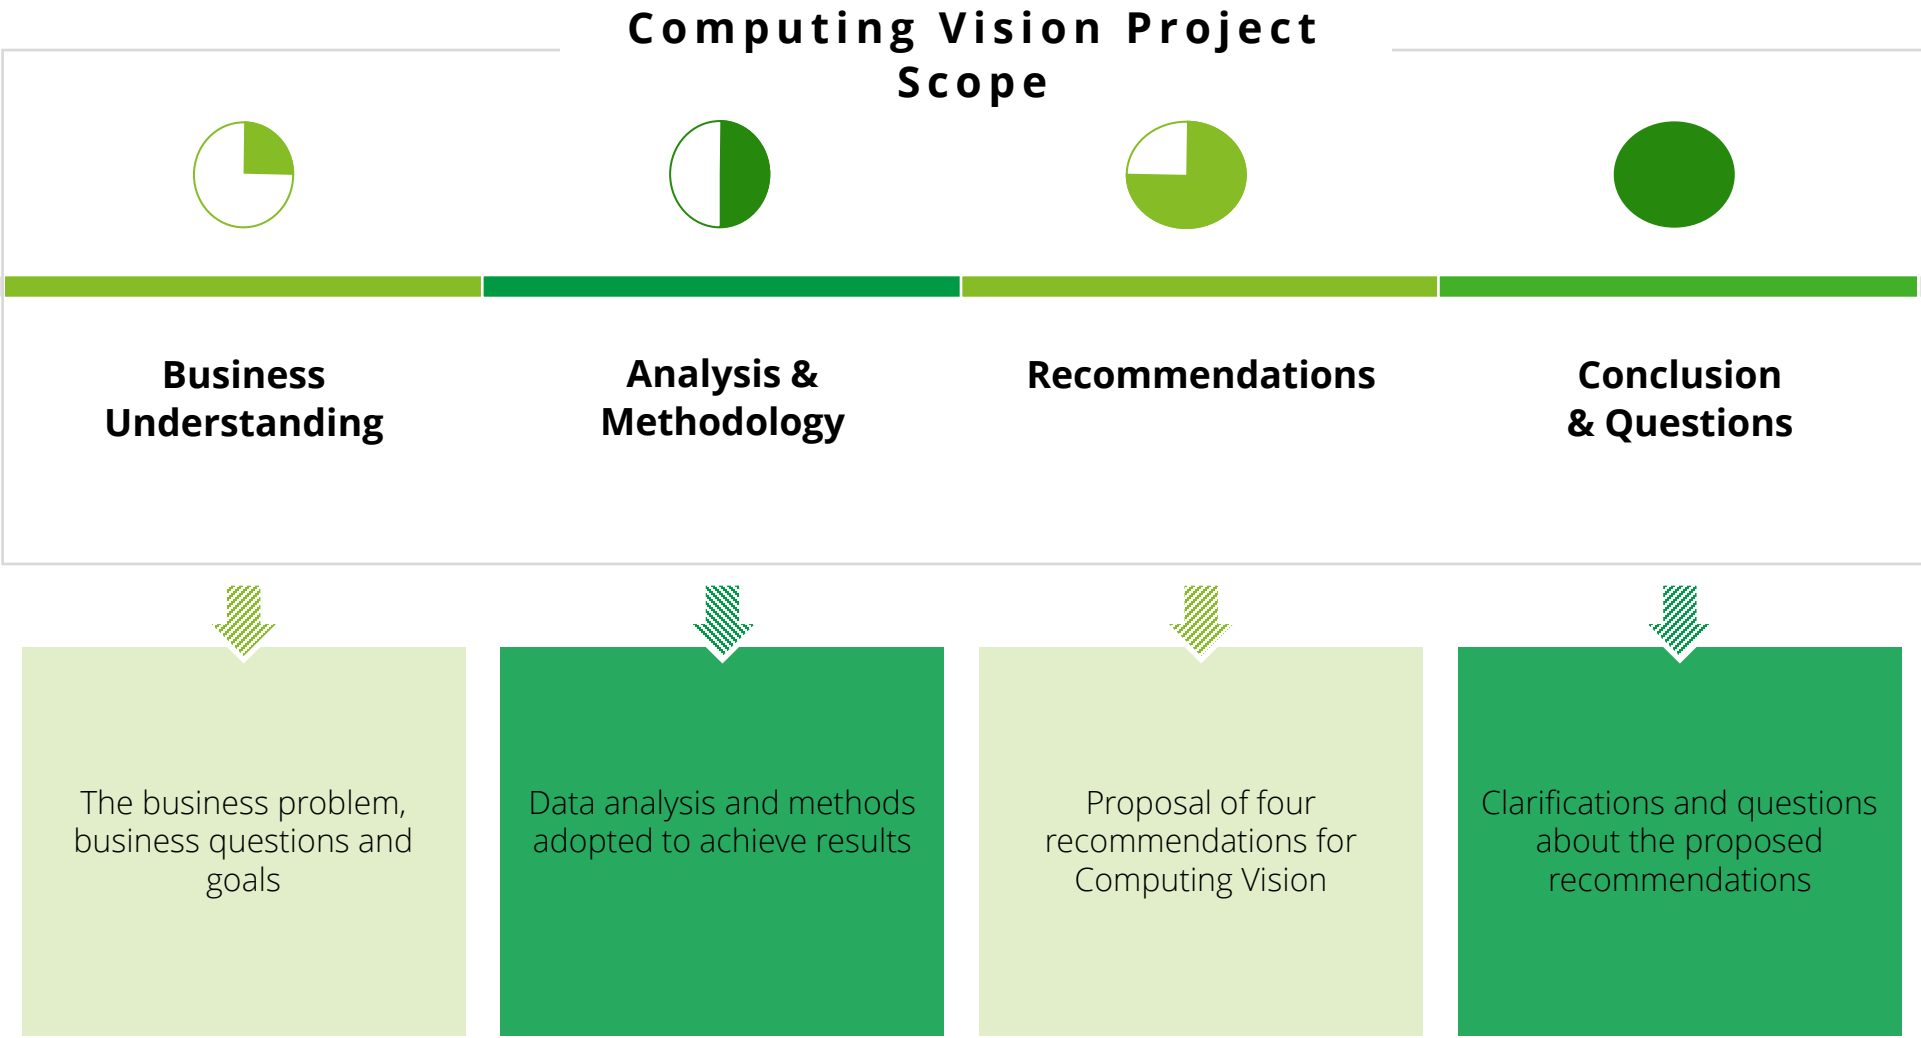 Computing Vision Project
Scope
Business
Understanding
Analysis &
Methodology
Recommendations
Conclusion
& Questions
The business problem,
business questions and
goals
Data analysis and methods
adopted to achieve results
Proposal of four
recommendations for
Computing Vision
Clarifications and questions
about the proposed
recommendations